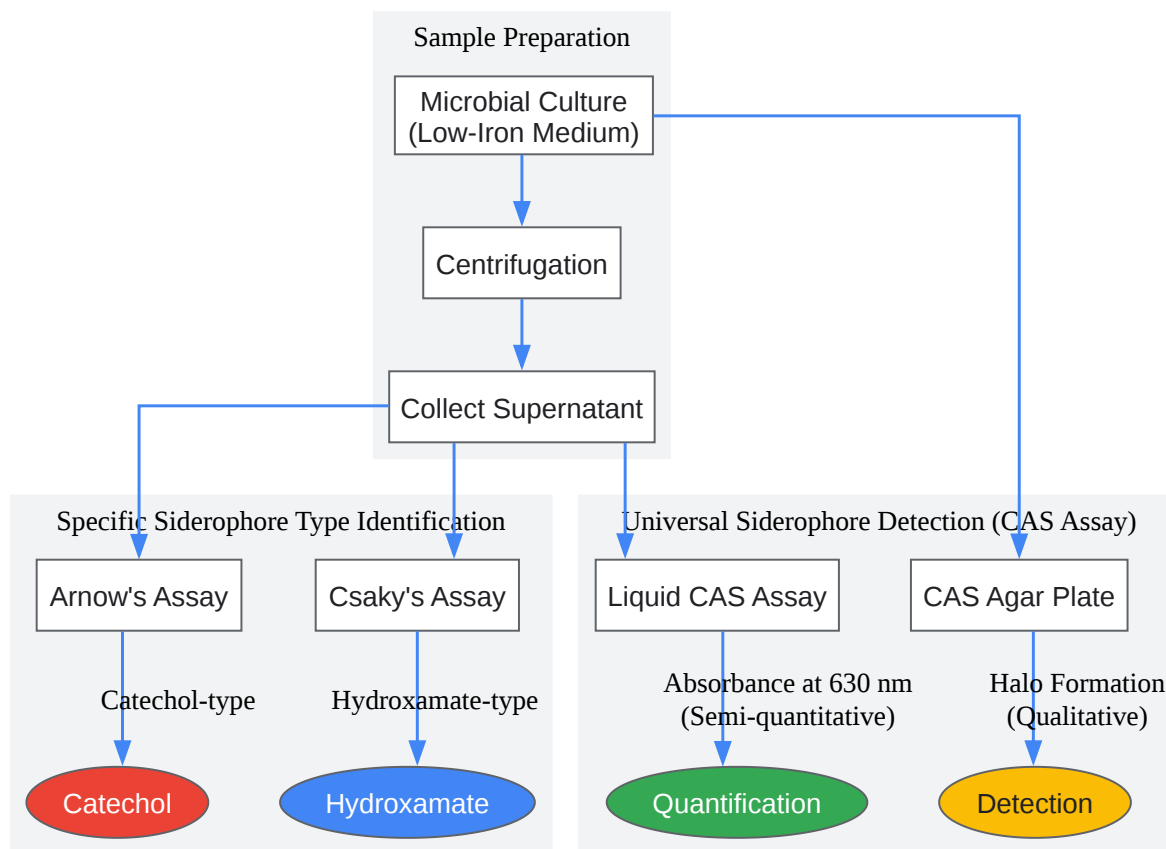 Sample Preparation
Microbial Culture
(Low-Iron Medium)
Centrifugation
Collect Supernatant
Specific Siderophore Type Identification
Universal Siderophore Detection (CAS Assay)
Arnow's Assay
Csaky's Assay
Liquid CAS Assay
CAS Agar Plate
Catechol-type
Hydroxamate-type
Absorbance at 630 nm
(Semi-quantitative)
Halo Formation
(Qualitative)
Catechol
Hydroxamate
Quantification
Detection